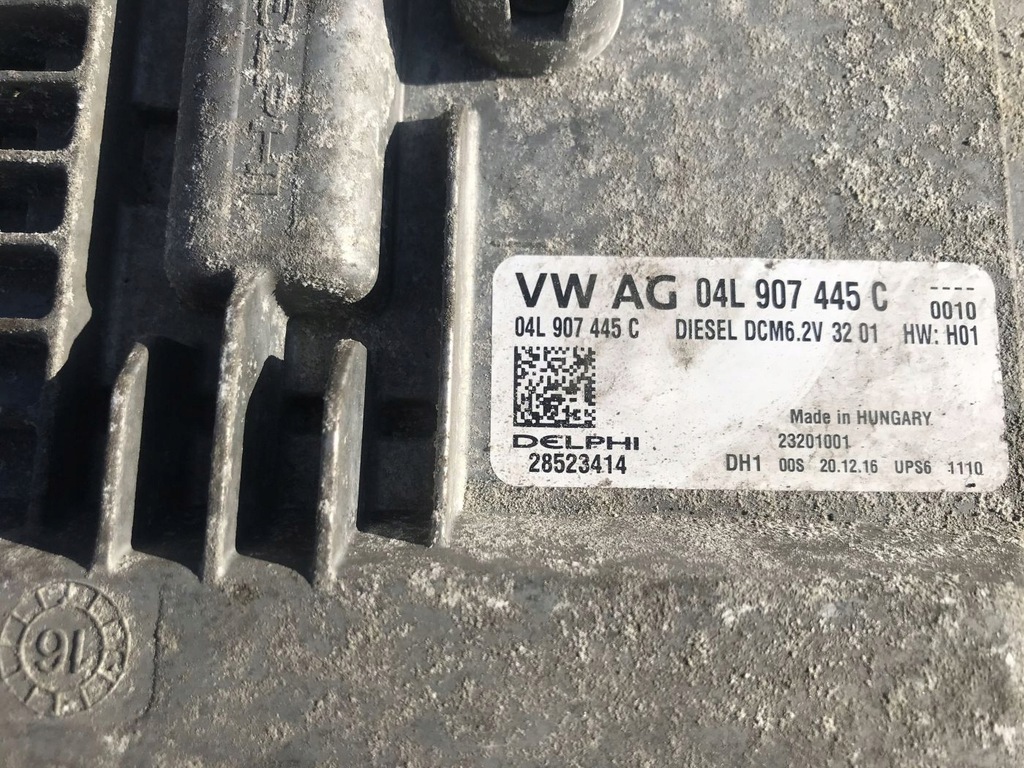 VW AG 04L 907 445 C ----
0010
04L 907 445 C DIESEL DCM6.2V 32 01 HW: H01
Made in HUNGARY
DELPHI 23201001
28523414 DH1 00S 20.12.16 UPS6 1110
16